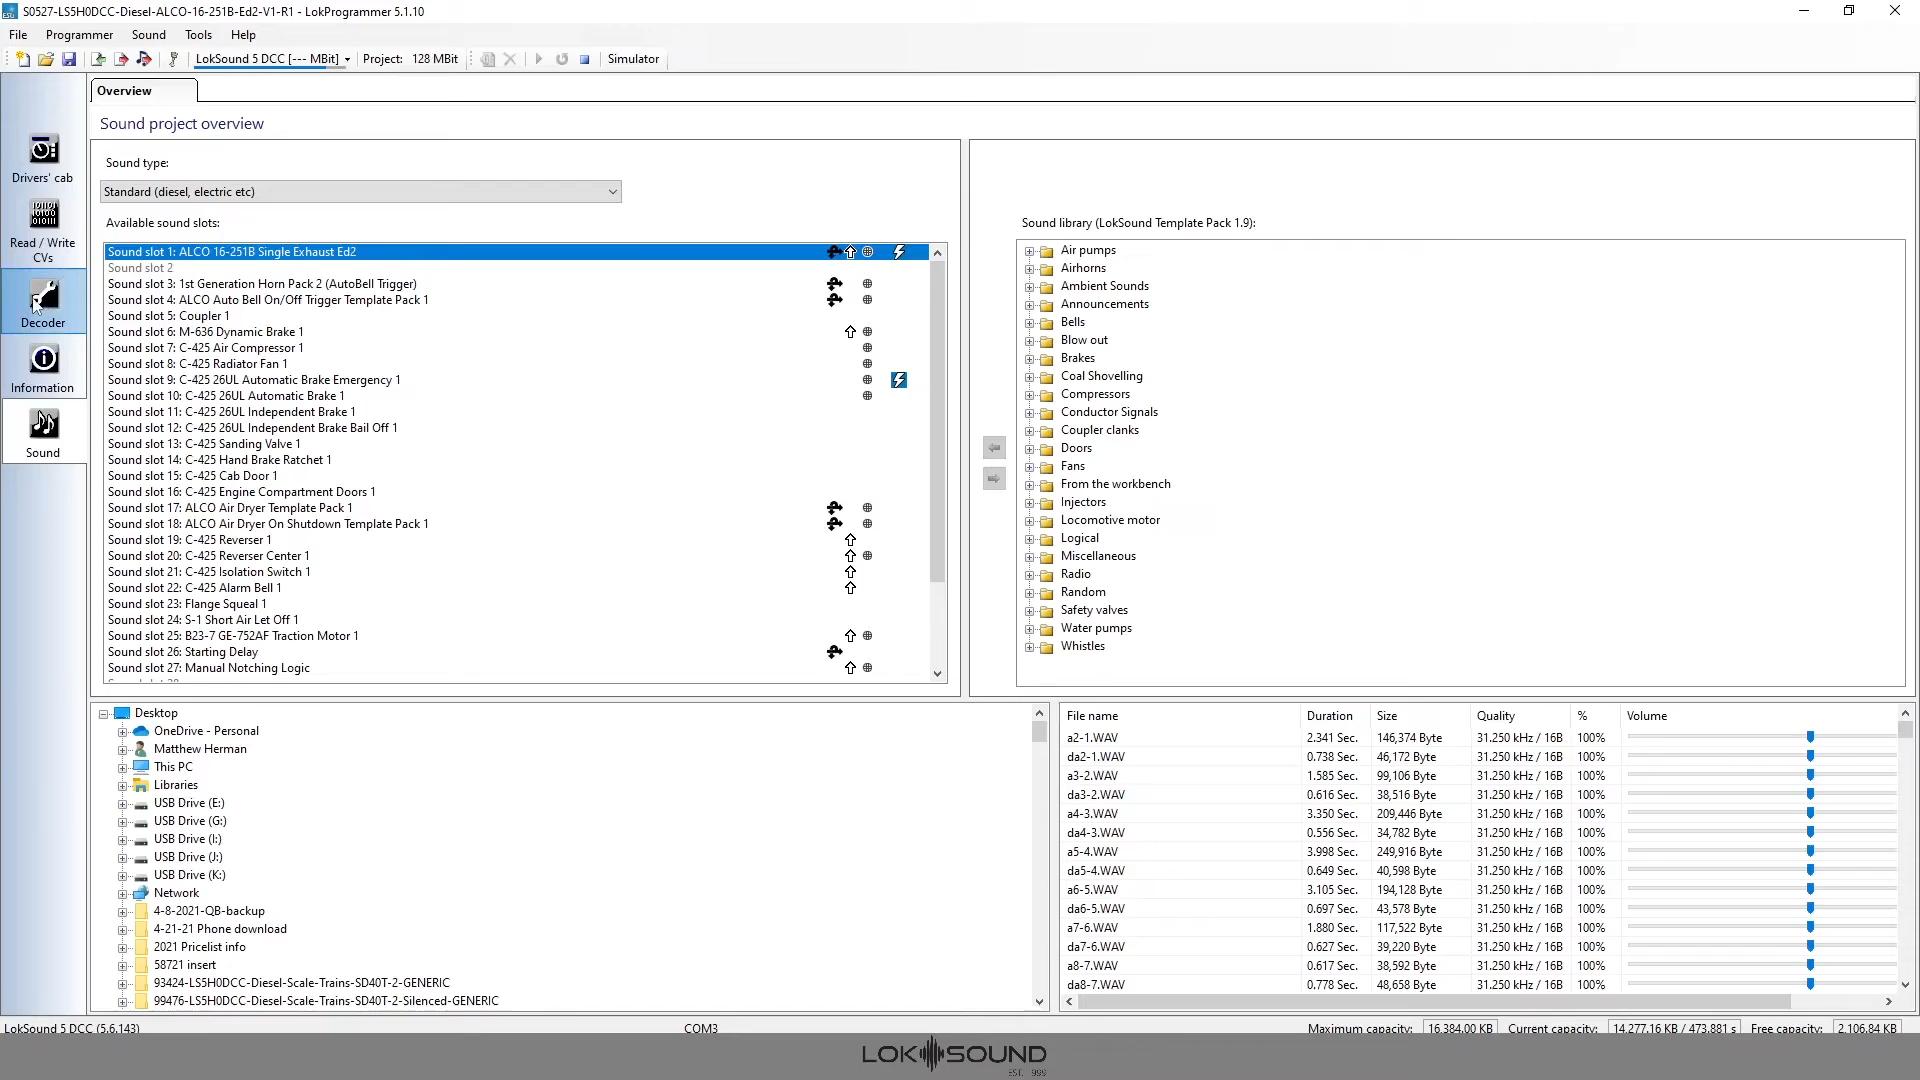 S0527-LS5H0DCC-Diesel-ALCO-16-251B-Ed2-V1-R1 - LokProgrammer 5.1.10
File Programmer Sound Tools Help
LokSound 5 DCC [--- MBit] Project: 128 MBit Simulator
Overview
Sound project overview
Drivers' cab
Read / Write CVs
Decoder
Information
Sound
Sound type:
Standard (diesel, electric etc)
Available sound slots:
Sound slot 1: ALCO 16-251B Single Exhaust Ed2
Sound slot 2
Sound slot 3: 1st Generation Horn Pack 2 (AutoBell Trigger)
Sound slot 4: ALCO Auto Bell On/Off Trigger Template Pack 1
Sound slot 5: Coupler 1
Sound slot 6: M-636 Dynamic Brake 1
Sound slot 7: C-425 Air Compressor 1
Sound slot 8: C-425 Radiator Fan 1
Sound slot 9: C-425 26UL Automatic Brake Emergency 1
Sound slot 10: C-425 26UL Automatic Brake 1
Sound slot 11: C-425 26UL Independent Brake 1
Sound slot 12: C-425 26UL Independent Brake Bail Off 1
Sound slot 13: C-425 Sanding Valve 1
Sound slot 14: C-425 Hand Brake Ratchet 1
Sound slot 15: C-425 Cab Door 1
Sound slot 16: C-425 Engine Compartment Doors 1
Sound slot 17: ALCO Air Dryer Template Pack 1
Sound slot 18: ALCO Air Dryer On Shutdown Template Pack 1
Sound slot 19: C-425 Reverser 1
Sound slot 20: C-425 Reverser Center 1
Sound slot 21: C-425 Isolation Switch 1
Sound slot 22: C-425 Alarm Bell 1
Sound slot 23: Flange Squeal 1
Sound slot 24: S-1 Short Air Let Off 1
Sound slot 25: B23-7 GE-752AF Traction Motor 1
Sound slot 26: Starting Delay
Sound slot 27: Manual Notching Logic
Sound library (LokSound Template Pack 1.9):
Air pumps
Airhorns
Ambient Sounds
Announcements
Bells
Blow out
Brakes
Coal Shovelling
Compressors
Conductor Signals
Coupler clanks
Doors
Fans
From the workbench
Injectors
Locomotive motor
Logical
Miscellaneous
Radio
Random
Safety valves
Water pumps
Whistles
Desktop
OneDrive - Personal
Matthew Herman
This PC
Libraries
USB Drive (E:)
USB Drive (G:)
USB Drive (I:)
USB Drive (J:)
USB Drive (K:)
Network
4-8-2021-QB-backup
4-21-21 Phone download
2021 Pricelist info
58721 insert
93424-LS5H0DCC-Diesel-Scale-Trains-SD40T-2-GENERIC
99476-LS5H0DCC-Diesel-Scale-Trains-SD40T-2-Silenced-GENERIC
File name Duration Size Quality % Volume
a2-1.WAV 2.341 Sec. 146,374 Byte 31.250 kHz / 16B 100%
da2-1.WAV 0.738 Sec. 46,172 Byte 31.250 kHz / 16B 100%
a3-2.WAV 1.585 Sec. 99,106 Byte 31.250 kHz / 16B 100%
da3-2.WAV 0.616 Sec. 38,516 Byte 31.250 kHz / 16B 100%
a4-3.WAV 3.350 Sec. 209,446 Byte 31.250 kHz / 16B 100%
da4-3.WAV 0.556 Sec. 34,782 Byte 31.250 kHz / 16B 100%
a5-4.WAV 3.998 Sec. 249,916 Byte 31.250 kHz / 16B 100%
da5-4.WAV 0.649 Sec. 40,598 Byte 31.250 kHz / 16B 100%
a6-5.WAV 3.105 Sec. 194,128 Byte 31.250 kHz / 16B 100%
da6-5.WAV 0.697 Sec. 43,578 Byte 31.250 kHz / 16B 100%
a7-6.WAV 1.880 Sec. 117,522 Byte 31.250 kHz / 16B 100%
da7-6.WAV 0.627 Sec. 39,220 Byte 31.250 kHz / 16B 100%
a8-7.WAV 0.617 Sec. 38,592 Byte 31.250 kHz / 16B 100%
da8-7.WAV 0.778 Sec. 48,658 Byte 31.250 kHz / 16B 100%
LokSound 5 DCC (5.6.143) COM3 Maximum capacity: 16,384.00 KB Current capacity: 14,277.16 KB / 473.881 s Free capacity: 2,106.84 KB
LOKSOUND